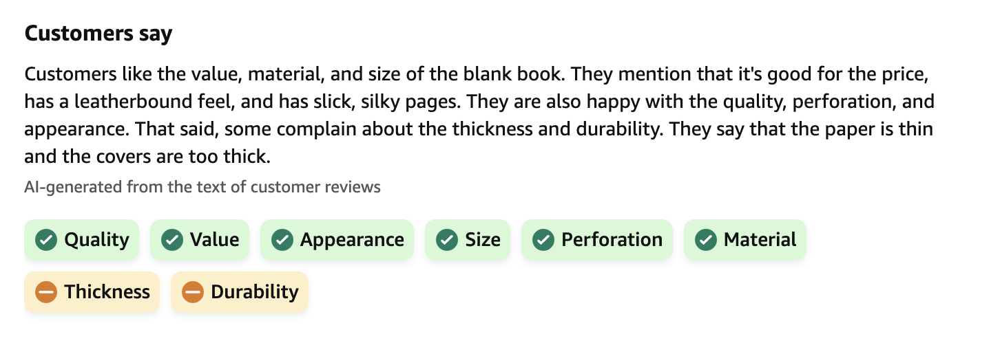 Customers say
Customers like the value, material, and size of the blank book. They mention that it's good for the price,
has a leatherbound feel, and has slick, silky pages. They are also happy with the quality, perforation, and
appearance. That said, some complain about the thickness and durability. They say that the paper is thin
and the covers are too thick.
AI-generated from the text of customer reviews
Quality Value Appearance Size Perforation Material
Thickness Durability